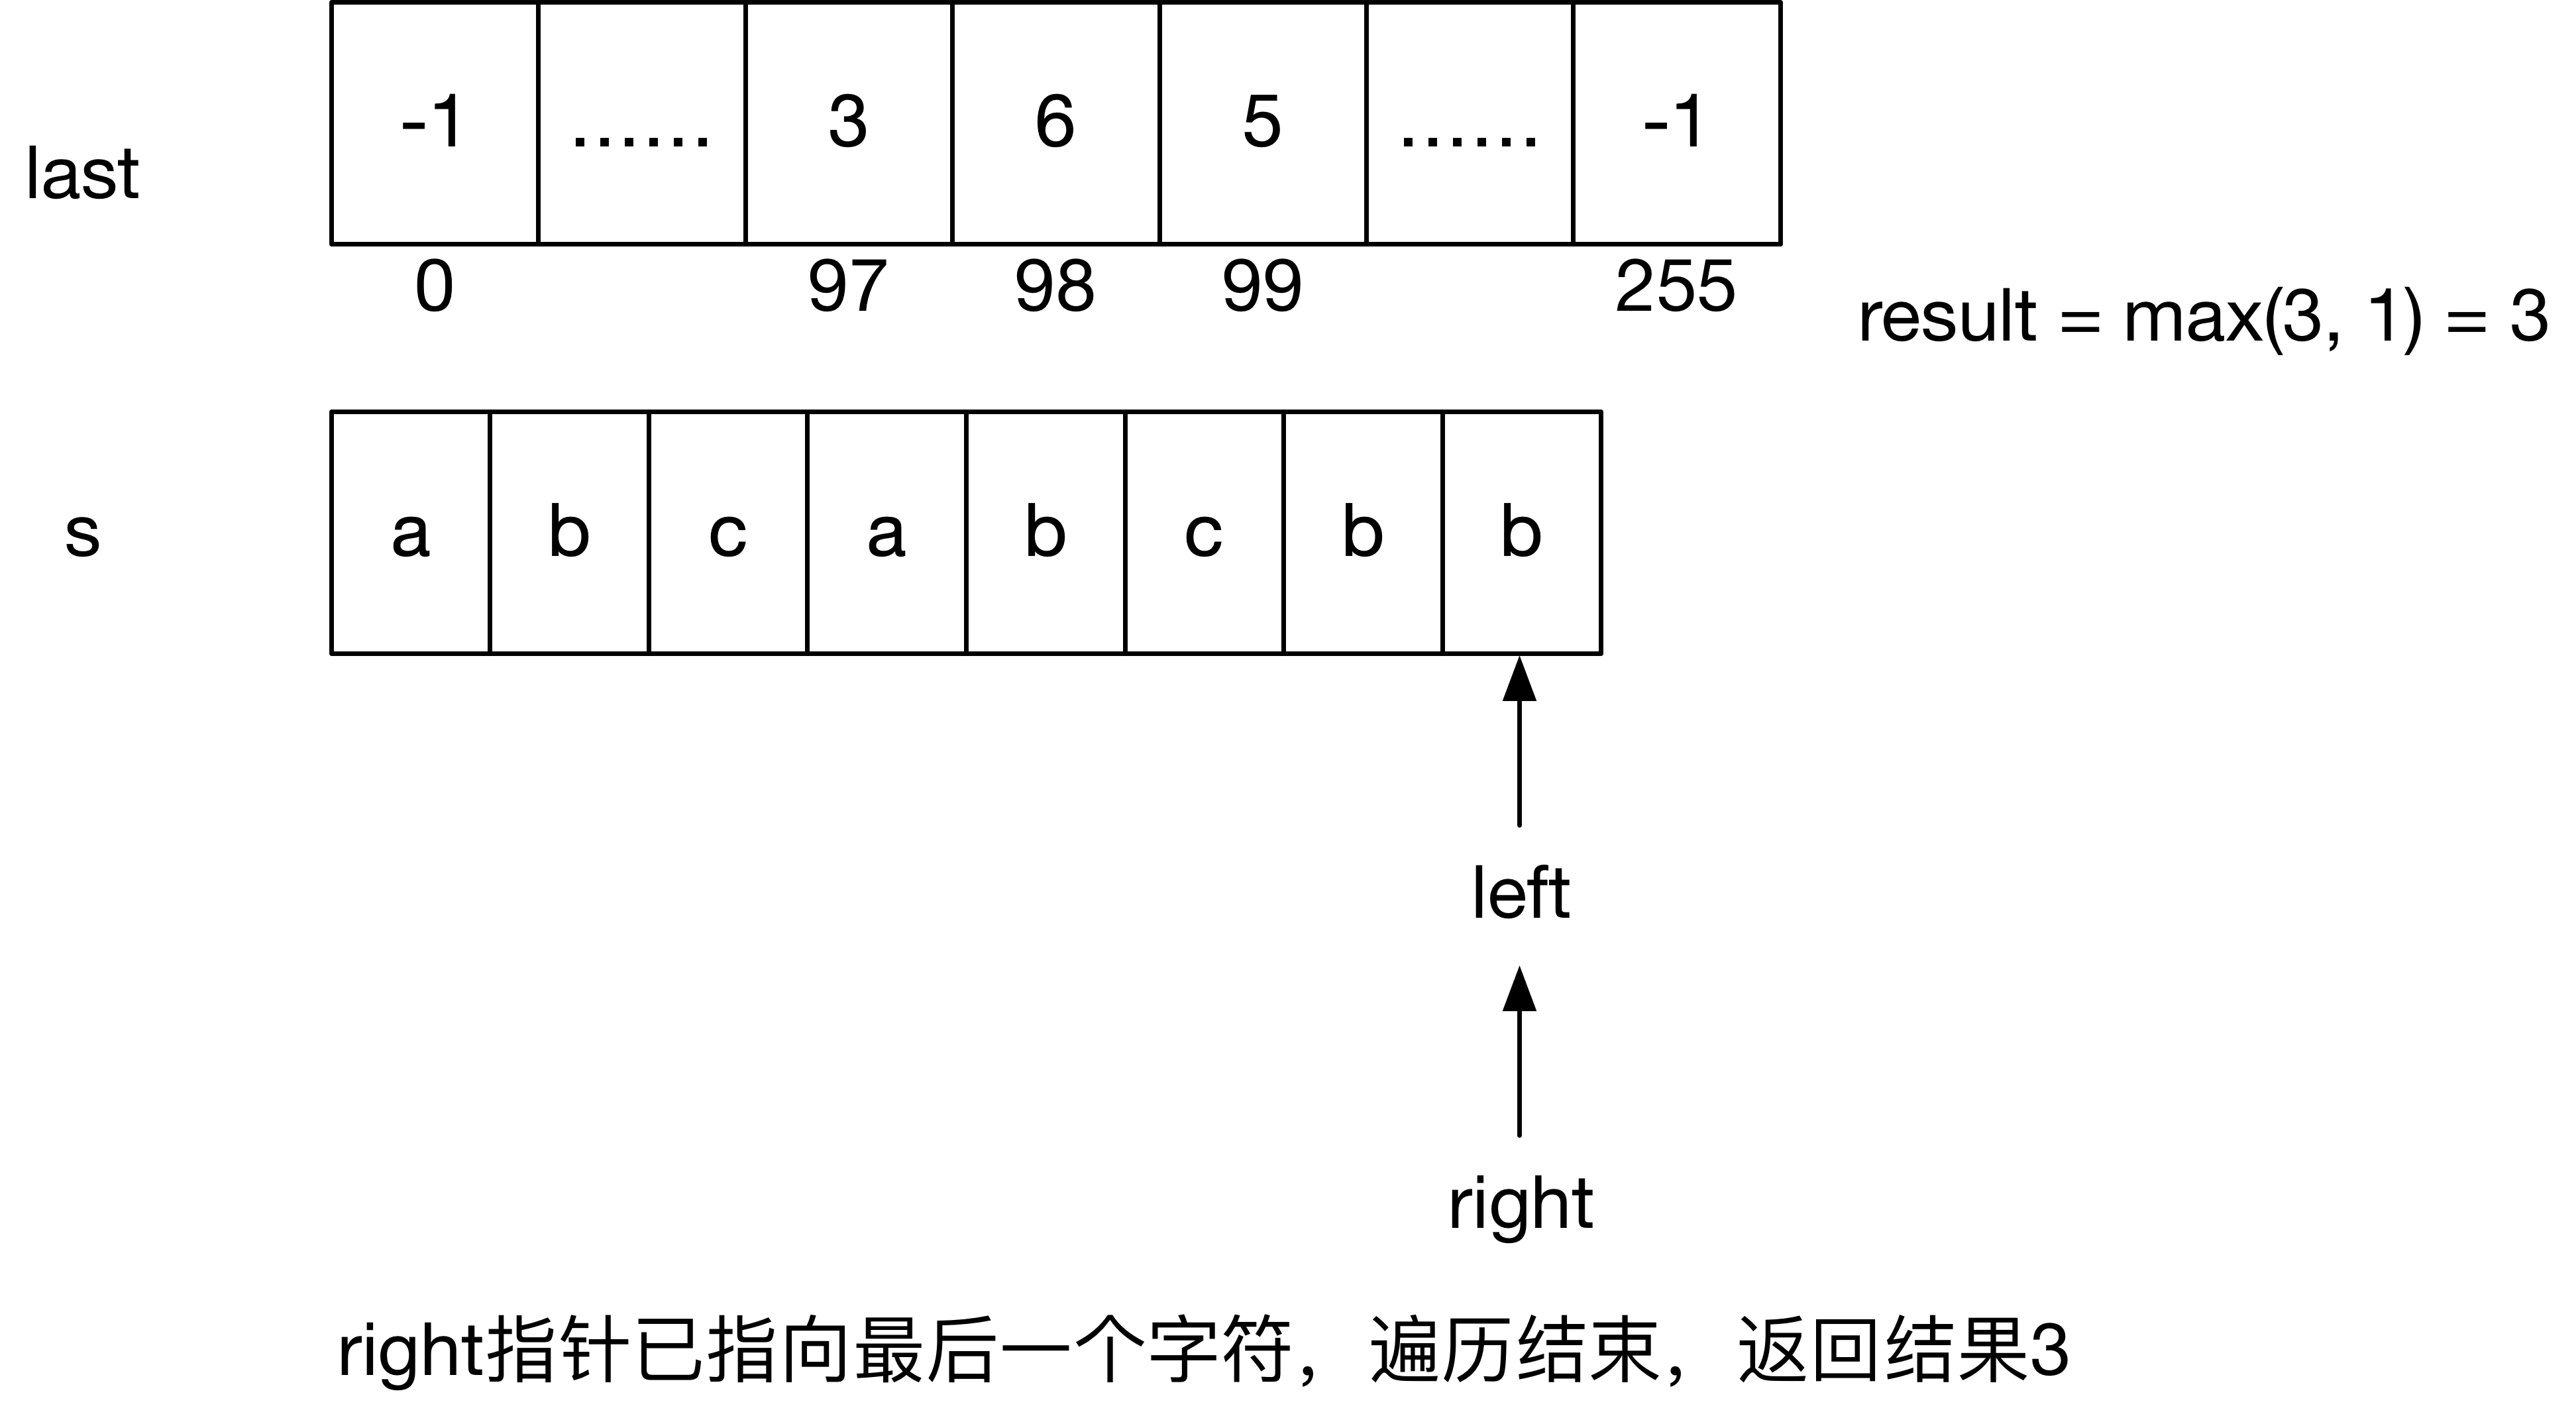 last
-1 ...... 3 6 5 ...... -1
0 97 98 99 255
result = max(3, 1) = 3
s
a b c a b c b b
left
right
right指针已指向最后一个字符，遍历结束，返回结果3